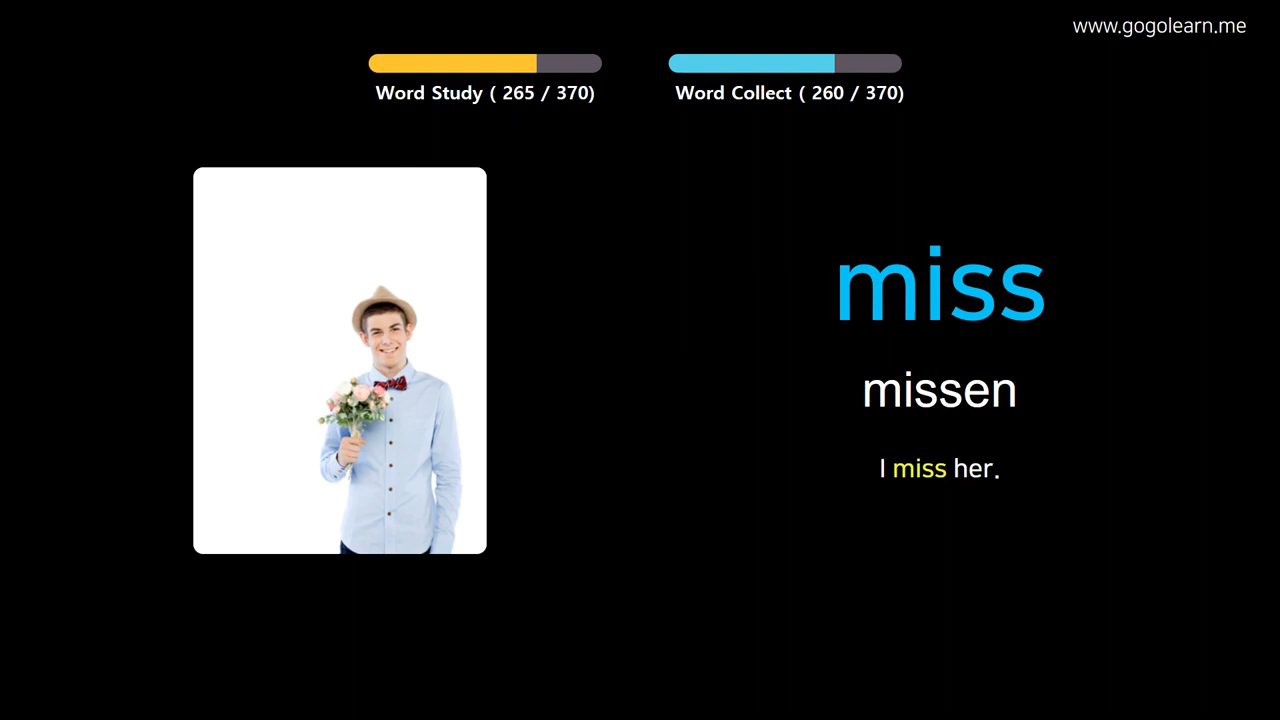 www.gogolearn.me
Word Study ( 265 / 370)
Word Collect ( 260 / 370)
miss
missen
I miss her.